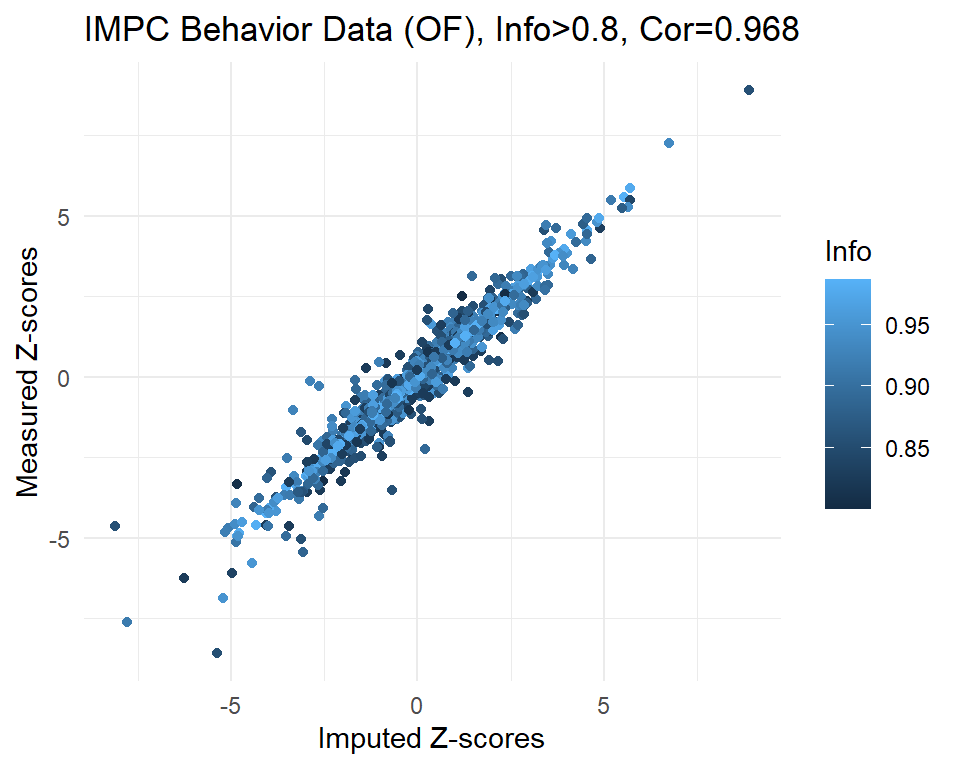 IMPC Behavior Data (OF), Info>0.8, Cor=0.968
Measured Z-scores
5
0
-5
-5
0
5
Imputed Z-scores
Info
0.95
0.90
0.85